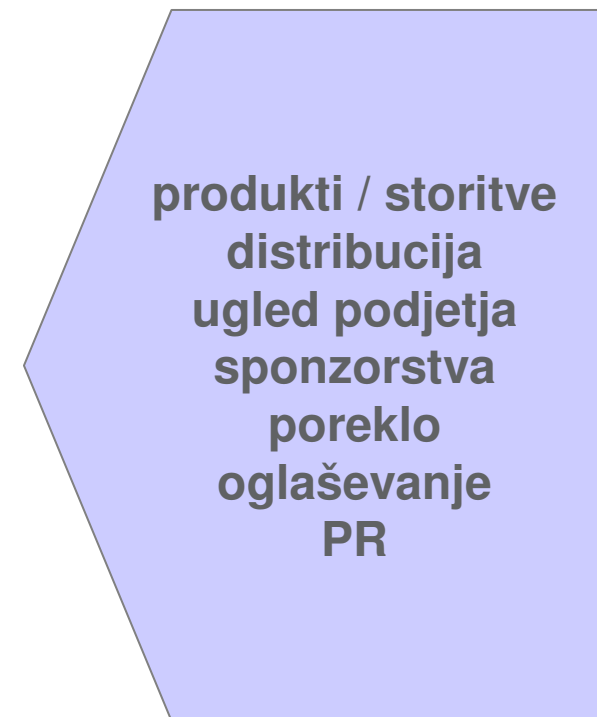 produkti / storitve
distribucija
ugled podjetja
sponzorstva
poreklo
oglaševanje
PR